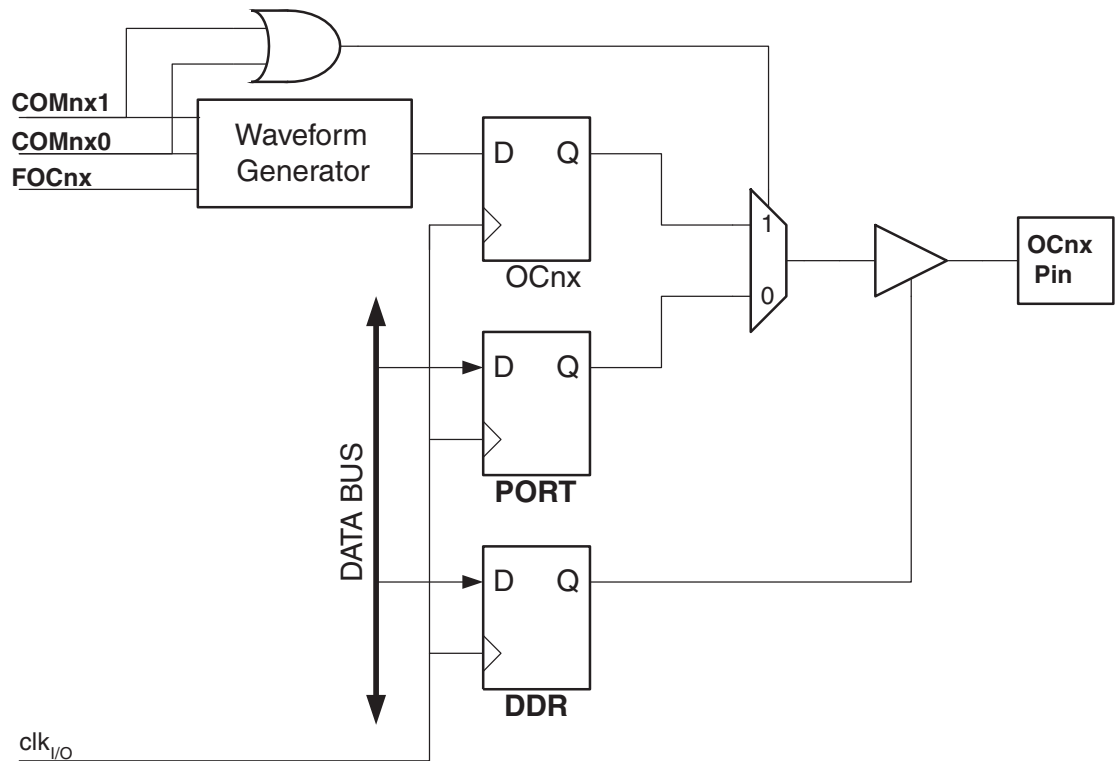 COMnx1
COMnx0
FOCnx
Waveform
Generator
D Q
OCnx
1
0
OCnx
Pin
D Q
PORT
DATA BUS
D Q
DDR
clkI/O